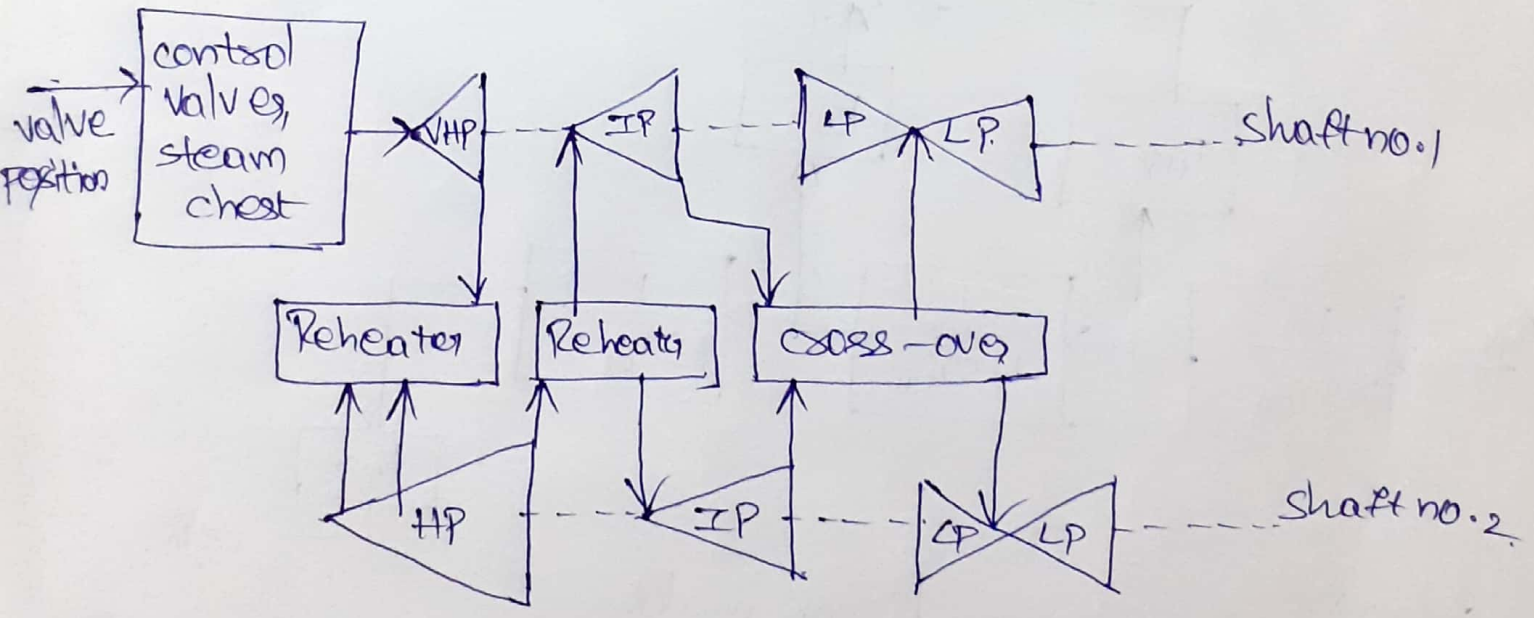 valve
position
control
valves,
steam
chest
VHP
IP
LP
LP.
Shaft no.1
Reheater
Reheater
cross-over
HP
IP
LP
LP
Shaft no.2